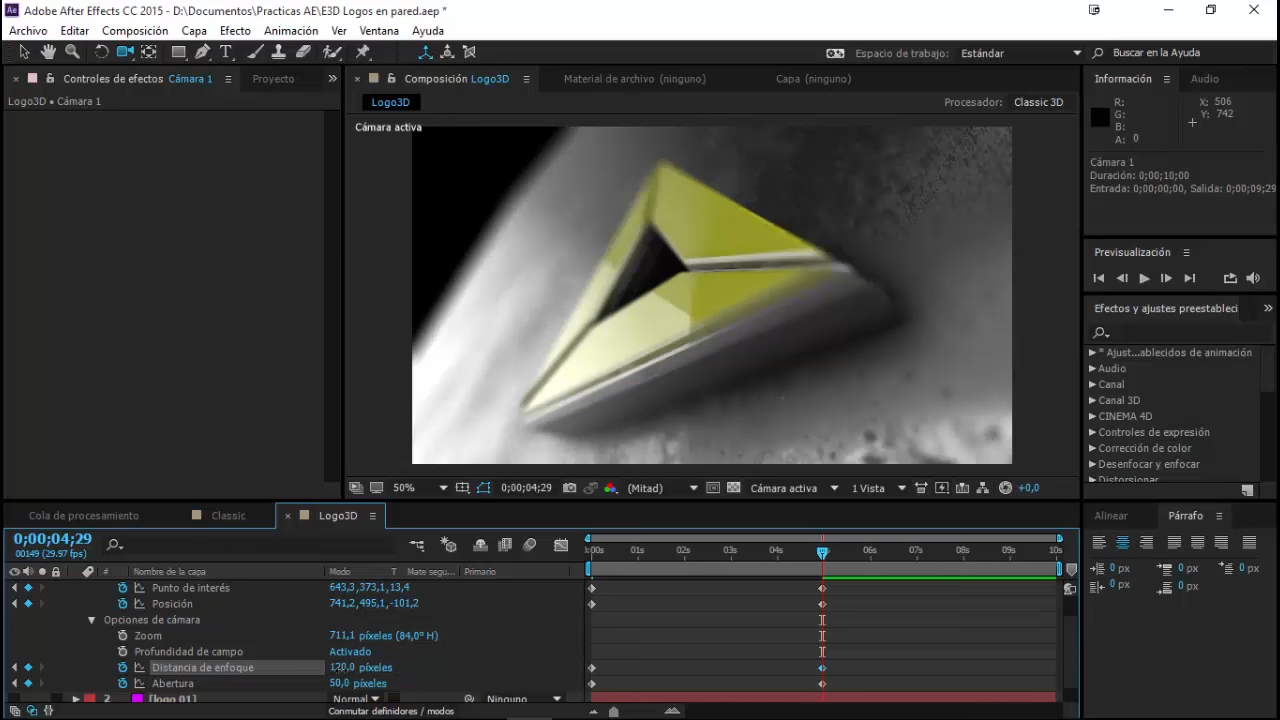 Adobe After Effects CC 2015 - D:\Documentos\Practicas AE\E3D Logos en pared.aep *
Archivo Editar Composición Capa Efecto Animación Ver Ventana Ayuda
Espacio de trabajo: Estándar Buscar en la Ayuda
Controles de efectos Cámara 1 Proyecto
Composición Logo3D Material de archivo (ninguno) Capa (ninguno)
Información Audio
Logo3D • Cámara 1
Logo3D Procesador: Classic 3D
Cámara activa
R: X: 506
G: Y: 742
B:
A: 0
Cámara 1
Duración: 0;00;10;00
Entrada: 0;00;00;00, Salida: 0;00;09;29
Previsualización
Efectos y ajustes preestableci
* Ajust...ablecidos de animación
Audio
Canal
Canal 3D
CINEMA 4D
Controles de expresión
Corrección de color
Desenfocar y enfocar
Distorsionar
50% 0;00;04;29 (Mitad) Cámara activa 1 Vista +0,0
Cola de procesamiento Classic Logo3D
Alinear Párrafo
0;00;04;29
00149 (29.97 fps)
:00s 01s 02s 03s 04s 06s 07s 08s 09s 10s
# Nombre de la capa Modo T Mate segu... Primario
Punto de interés 643,3,373,1,13,4
Posición 741,2,495,1,-101,2
Opciones de cámara
Zoom 711,1 píxeles (84,0° H)
Profundidad de campo Activado
Distancia de enfoque 120,0 píxeles
Abertura 50,0 píxeles
2 [logo 01] Normal Ninguno
Conmutar definidores / modos
0 px 0 px 0 px
0 px 0 px